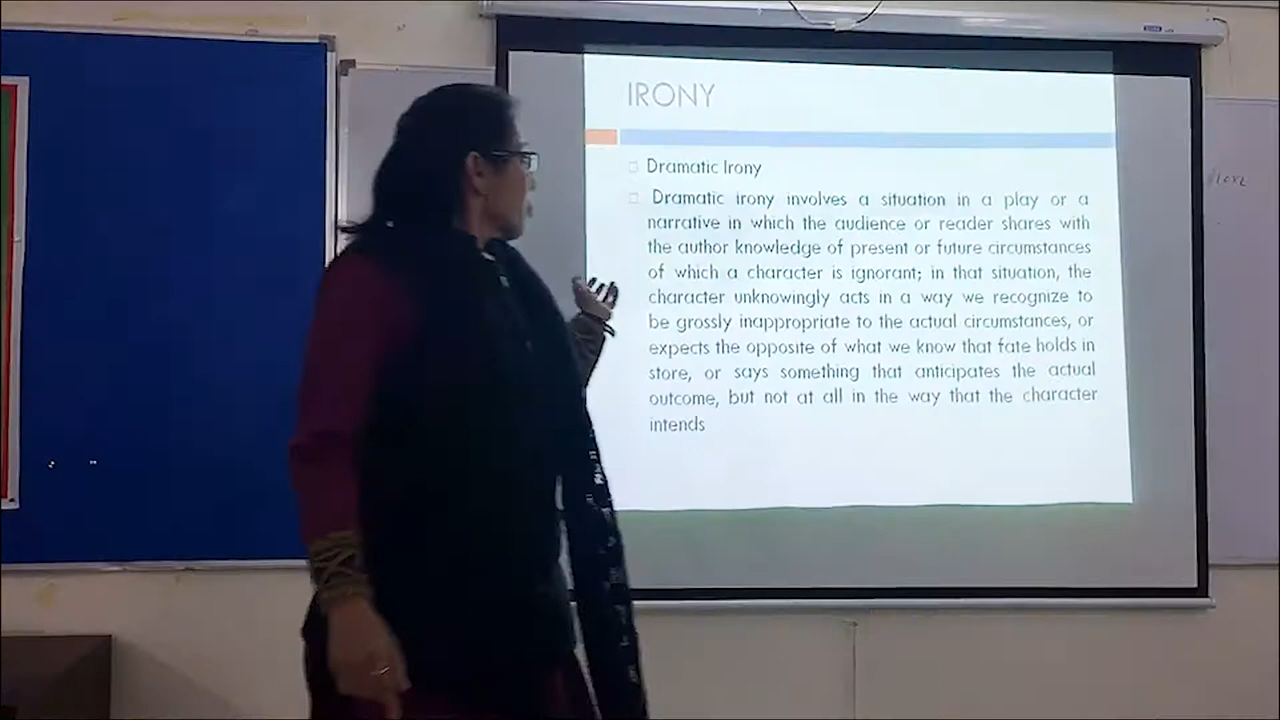 IRONY
Dramatic Irony
Dramatic irony involves a situation in a play or a
narrative in which the audience or reader shares with
the author knowledge of present or future circumstances
of which a character is ignorant; in that situation, the
character unknowingly acts in a way we recognize to
be grossly inappropriate to the actual circumstances, or
expects the opposite of what we know that fate holds in
store, or says something that anticipates the actual
outcome, but not at all in the way that the character
intends